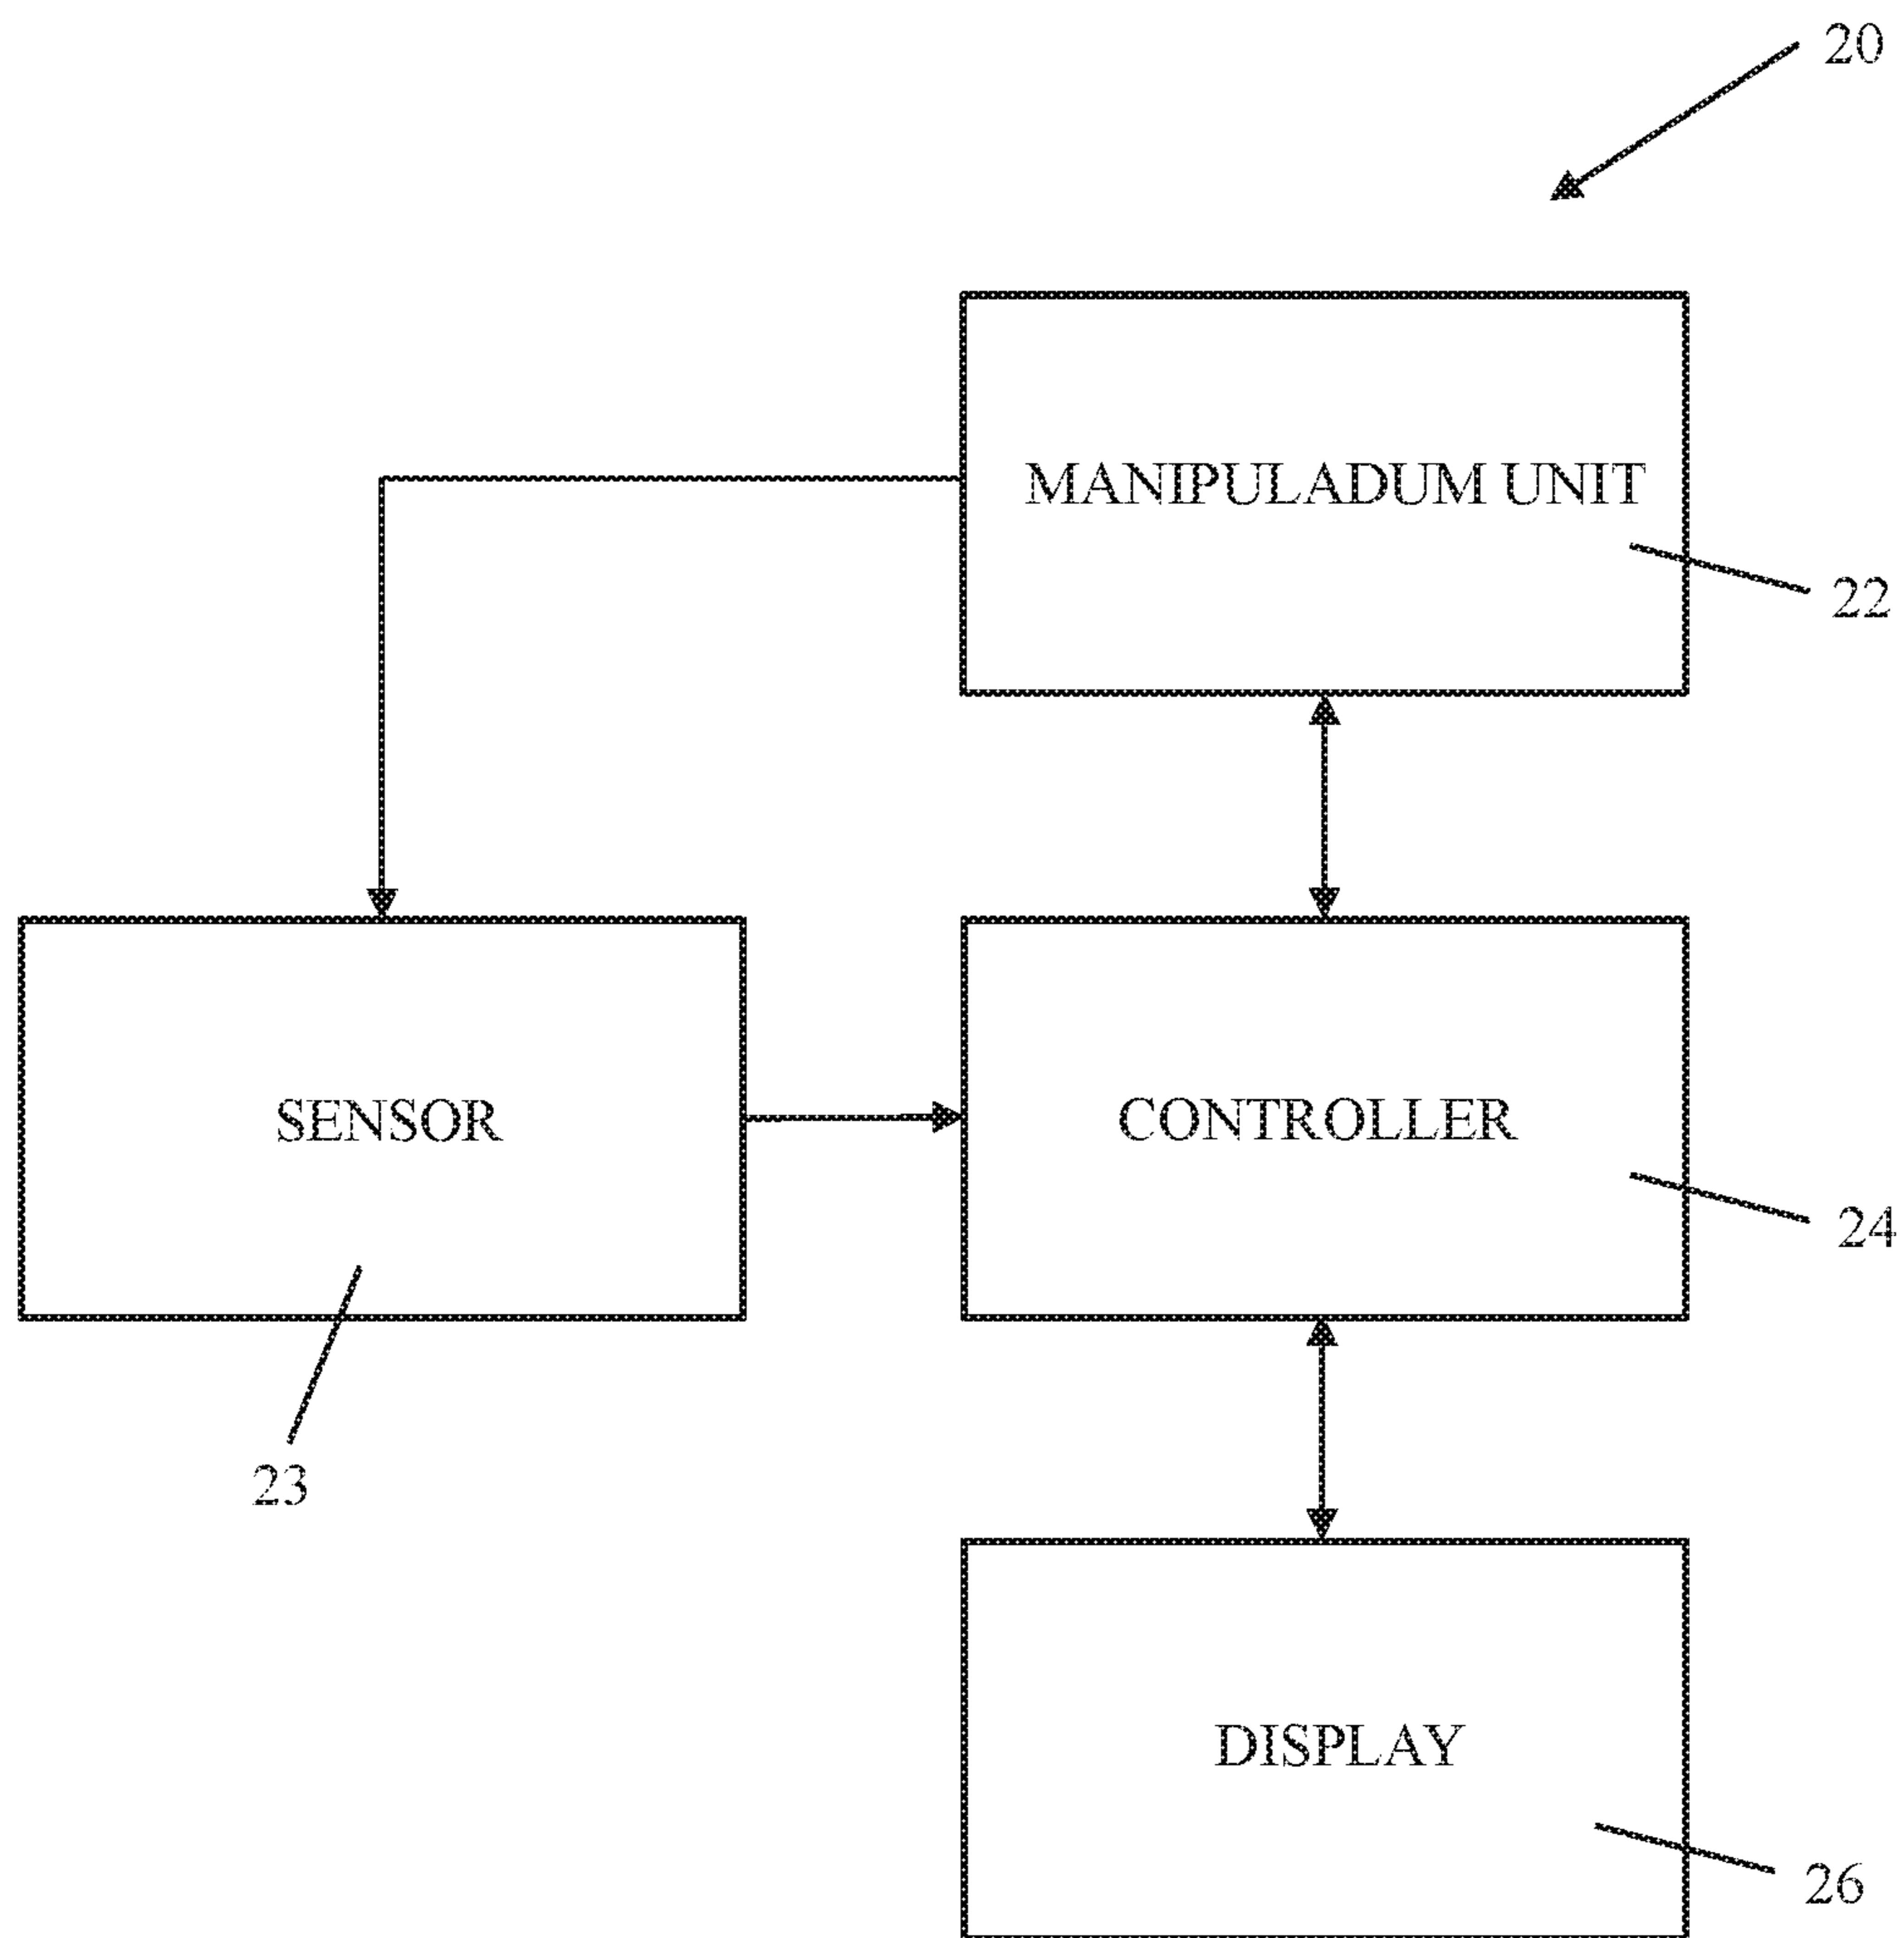 20
MANIPULADUM UNIT
22
SENSOR
CONTROLLER
24
23
DISPLAY
26